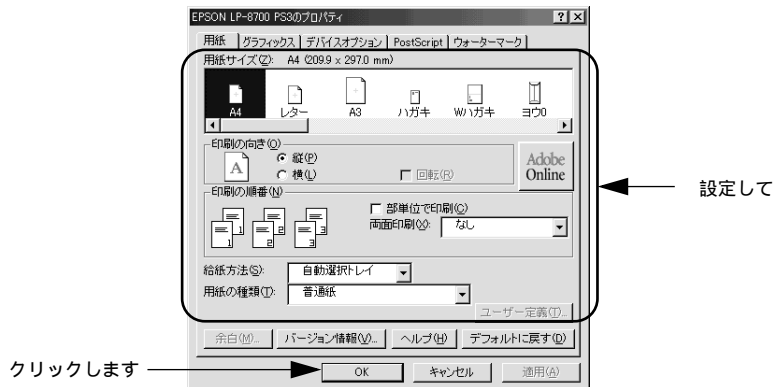 EPSON LP-8700 PS3のプロパティ
用紙 グラフィックス デバイスオプション PostScript ウォーターマーク
用紙サイズ(Z): A4 (209.9 x 297.0 mm)
A4 レター A3 ハガキ Wハガキ ヨウ0
印刷の向き(O)
A
縦(P)
横(L)
回転(R)
Adobe
Online
設定して
印刷の順番(N)
1 1 2 2 3 3
部単位で印刷(C)
両面印刷(X): なし
給紙方法(S): 自動選択トレイ
用紙の種類(T): 普通紙
ユーザー定義(T)...
余白(M)... バージョン情報(V)... ヘルプ(H) デフォルトに戻す(D)
クリックします
OK キャンセル 適用(A)